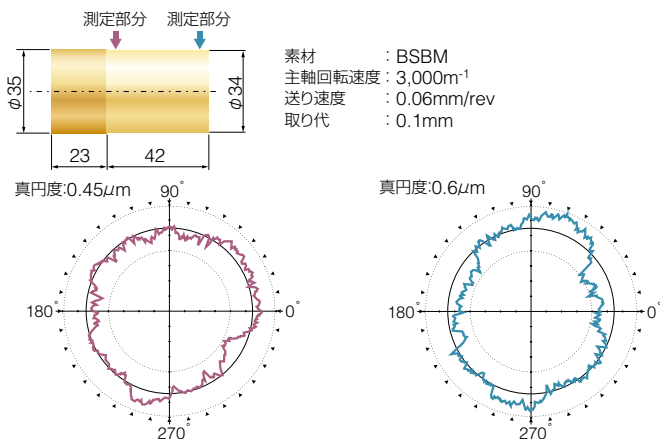 測定部分 測定部分
φ35
φ34
23 42
素材 : BSBM
主軸回転速度 : 3,000m-1
送り速度 : 0.06mm/rev
取り代 : 0.1mm
真円度:0.45μm
90°
180° 0°
270°
真円度:0.6μm
90°
180° 0°
270°